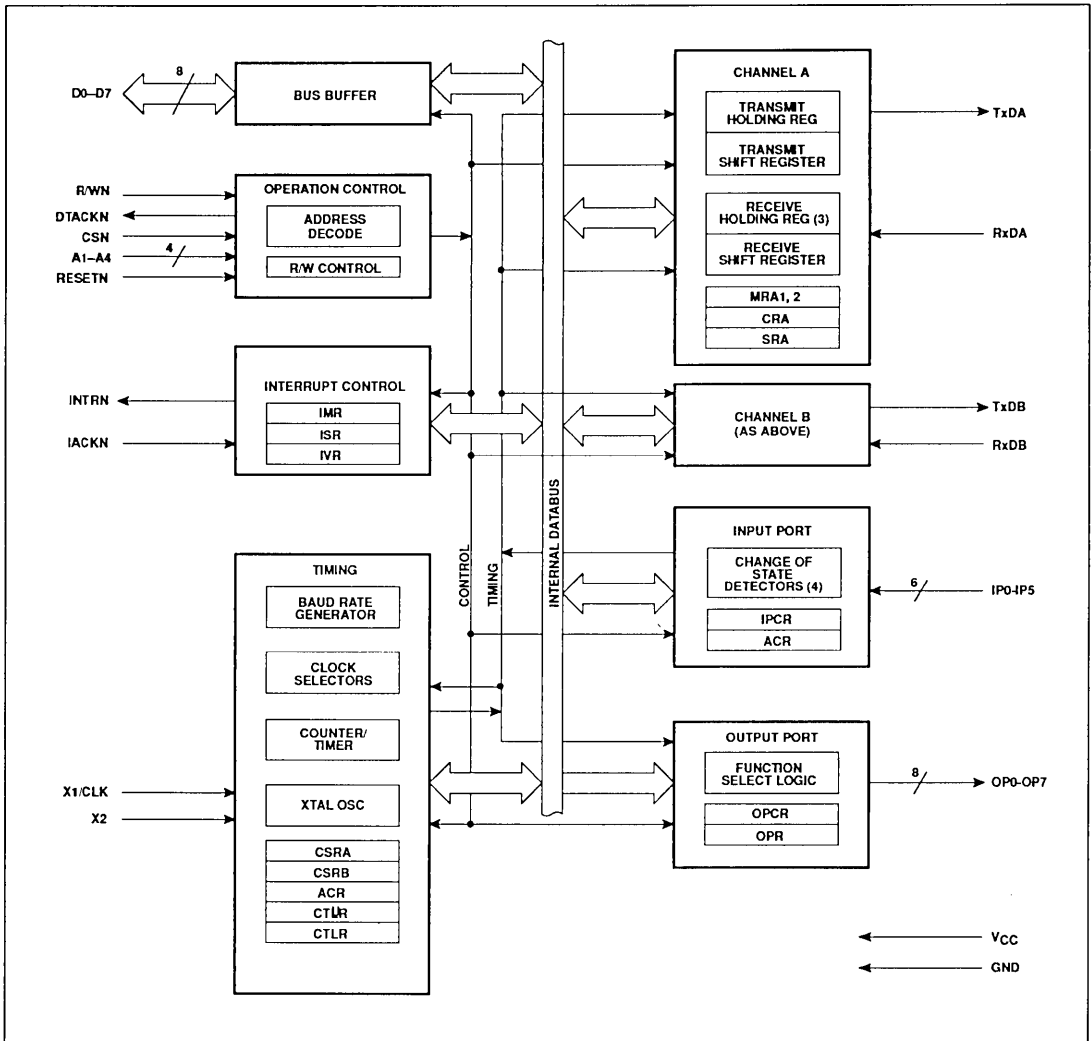 D0–D7
8
BUS BUFFER
R/WN
DTACKN
CSN
A1–A4
4
RESETN
OPERATION CONTROL
ADDRESS
DECODE
R/W CONTROL
INTRN
IACKN
INTERRUPT CONTROL
IMR
ISR
IVR
TIMING
BAUD RATE
GENERATOR
CLOCK
SELECTORS
COUNTER/
TIMER
X1/CLK
X2
XTAL OSC
CSRA
CSRB
ACR
CTUR
CTLR
CONTROL
TIMING
INTERNAL DATABUS
CHANNEL A
TRANSMIT
HOLDING REG
TRANSMIT
SHIFT REGISTER
RECEIVE
HOLDING REG (3)
RECEIVE
SHIFT REGISTER
MRA1, 2
CRA
SRA
TxDA
RxDA
CHANNEL B
(AS ABOVE)
TxDB
RxDB
INPUT PORT
CHANGE OF
STATE
DETECTORS (4)
IPCR
ACR
6
IP0-IP5
OUTPUT PORT
FUNCTION
SELECT LOGIC
OPCR
OPR
8
OP0-OP7
VCC
GND